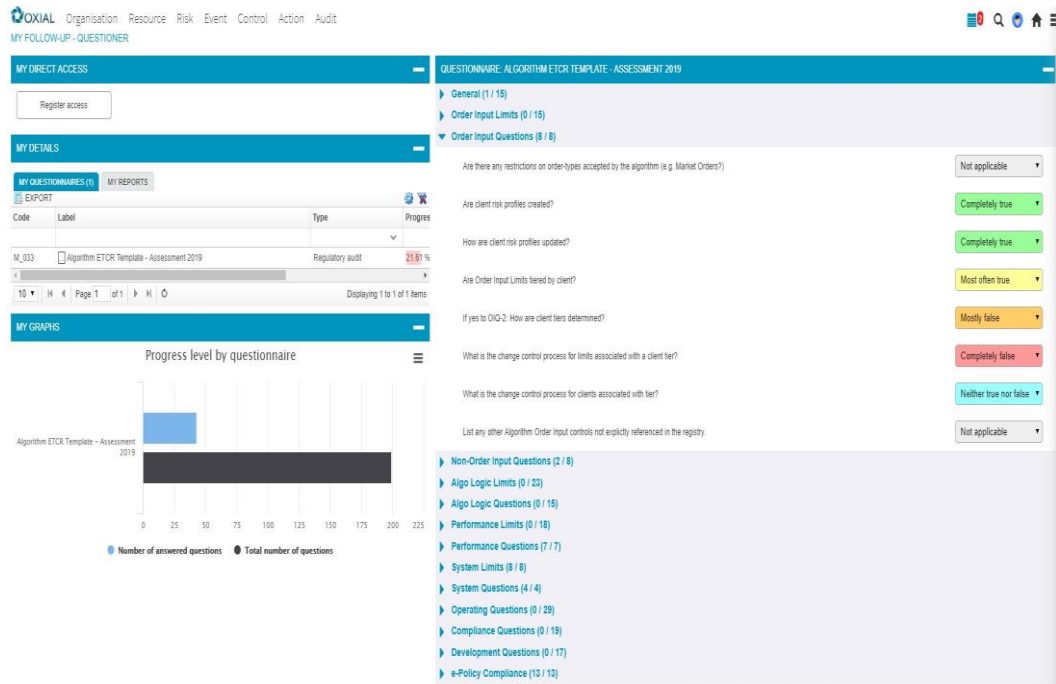 OXIAL Organisation Resource Risk Event Control Action Audit
2
MY FOLLOW-UP - QUESTIONER
MY DIRECT ACCESS
Register access
MY DETAILS
MY QUESTIONNAIRES (1) MY REPORTS
EXPORT
Code Label Type Progres
M_033 Algorithm ETCR Template - Assessment 2019 Regulatory audit 21.61 %
10 Page 1 of 1 Displaying 1 to 1 of 1 items
MY GRAPHS
Progress level by questionnaire
Algorithm ETCR Template – Assessment
2019
0 25 50 75 100 125 150 175 200 225
Number of answered questions Total number of questions
QUESTIONNAIRE: ALGORITHM ETCR TEMPLATE - ASSESSMENT 2019
General (1 / 15)
Order Input Limits (0 / 15)
Order Input Questions (8 / 8)
Are there any restrictions on order-types accepted by the algorithm (e.g. Market Orders?) Not applicable
Are client risk profiles created? Completely true
How are client risk profiles updated? Completely true
Are Order Input Limits tiered by client? Most often true
If yes to OIQ-2: How are client tiers determined? Mostly false
What is the change control process for limits associated with a client tier? Completely false
What is the change control process for clients associated with tier? Neither true nor false
List any other Algorithm Order Input controls not explicitly referenced in the registry. Not applicable
Non-Order Input Questions (2 / 8)
Algo Logic Limits (0 / 23)
Algo Logic Questions (0 / 15)
Performance Limits (0 / 18)
Performance Questions (7 / 7)
System Limits (8 / 8)
System Questions (4 / 4)
Operating Questions (0 / 29)
Compliance Questions (0 / 19)
Development Questions (0 / 17)
e-Policy Compliance (13 / 13)